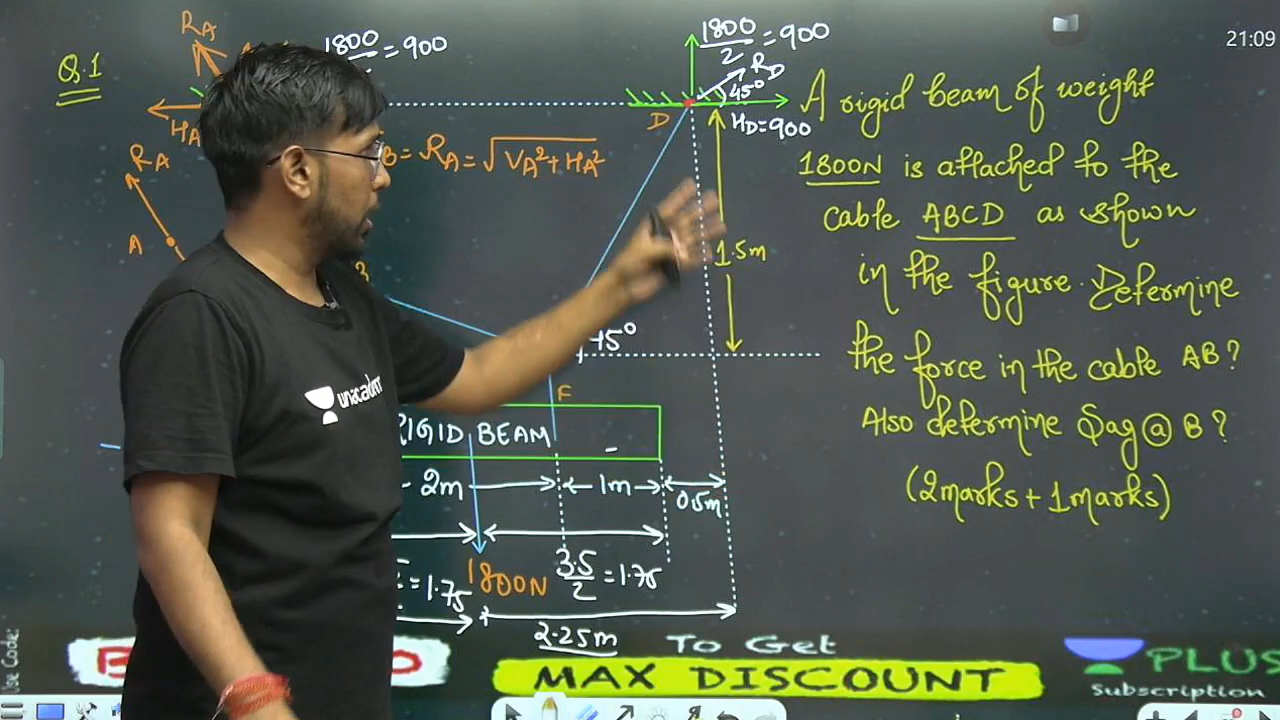 21:09
Q.1
RA
1800/ = 900
HA
RA
A
B = RA = √VA² + HA²
1800/2 = 900
RD
45°
D
HD = 900
1.5m
45°
F
RIGID BEAM
2m
1m
0.5m
= 1.75
1800N
3.5/2 = 1.75
2.25m
A rigid beam of weight
1800N is attached to the
cable ABCD as shown
in the figure. Determine
the force in the cable AB?
Also determine Sag @ B?
(2marks + 1marks)
unacademy
Use Code:
To Get
MAX DISCOUNT
PLUS
Subscription